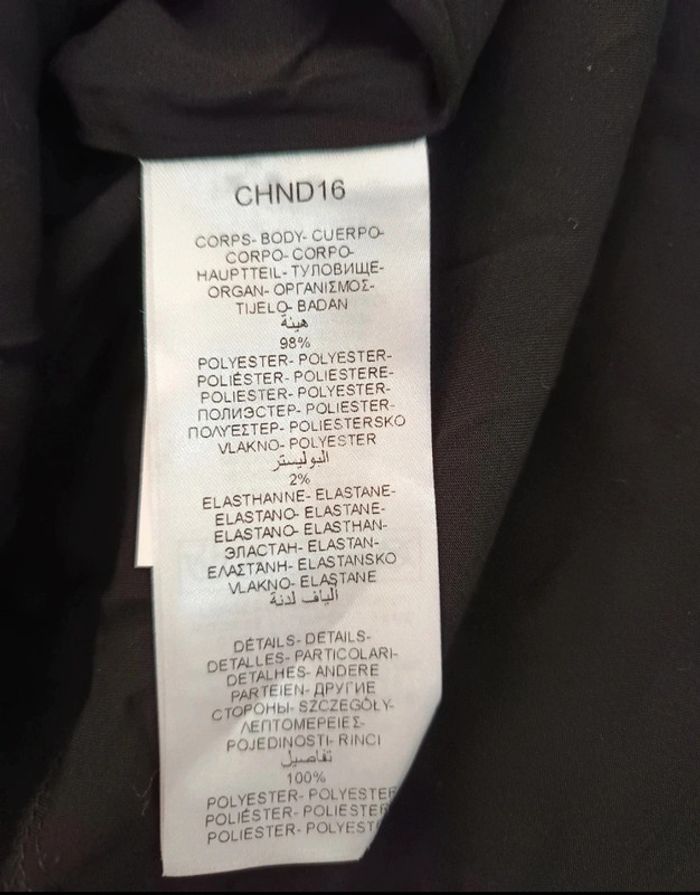 CHND16
CORPS- BODY- CUERPO-
CORPO- CORPO-
HAUPTTEIL- ТУЛОВИЩЕ-
ORGAN- ΟΡΓΑΝΙΣΜΟΣ-
TIJELO- BADAN
هيئة
98%
POLYESTER- POLYESTER-
POLIÉSTER- POLIESTERE-
POLIESTER- POLYESTER-
ПОЛИЭСТЕР- POLIESTER-
ΠΟΛΥΕΣΤΕΡ- POLIESTERSKO
VLAKNO- POLYESTER
البوليستر
2%
ELASTHANNE- ELASTANE-
ELASTANO- ELASTANE-
ELASTANO- ELASTHAN-
ЭЛАСТАН- ELASTAN-
ΕΛΑΣΤΑΝΗ- ELASTANSKO
VLAKNO- ELASTANE
ألياف لدنة
DÉTAILS- DETAILS-
DETALLES- PARTICOLARI-
DETALHES- ANDERE
PARTEIEN- ДРУГИЕ
СТОРОНЫ- SZCZEGÓŁY-
ΛΕΠΤΟΜΕΡΕΙΕΣ-
POJEDINOSTI- RINCI
تفاصيل
100%
POLYESTER- POLYESTER
POLIÉSTER- POLIESTER
POLIESTER- POLYEST